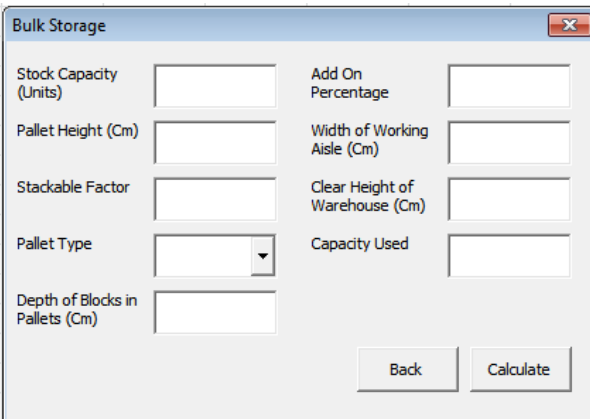 Bulk Storage
Stock Capacity
(Units)
Add On
Percentage
Pallet Height (Cm)
Width of Working
Aisle (Cm)
Stackable Factor
Clear Height of
Warehouse (Cm)
Pallet Type
Capacity Used
Depth of Blocks in
Pallets (Cm)
Back
Calculate